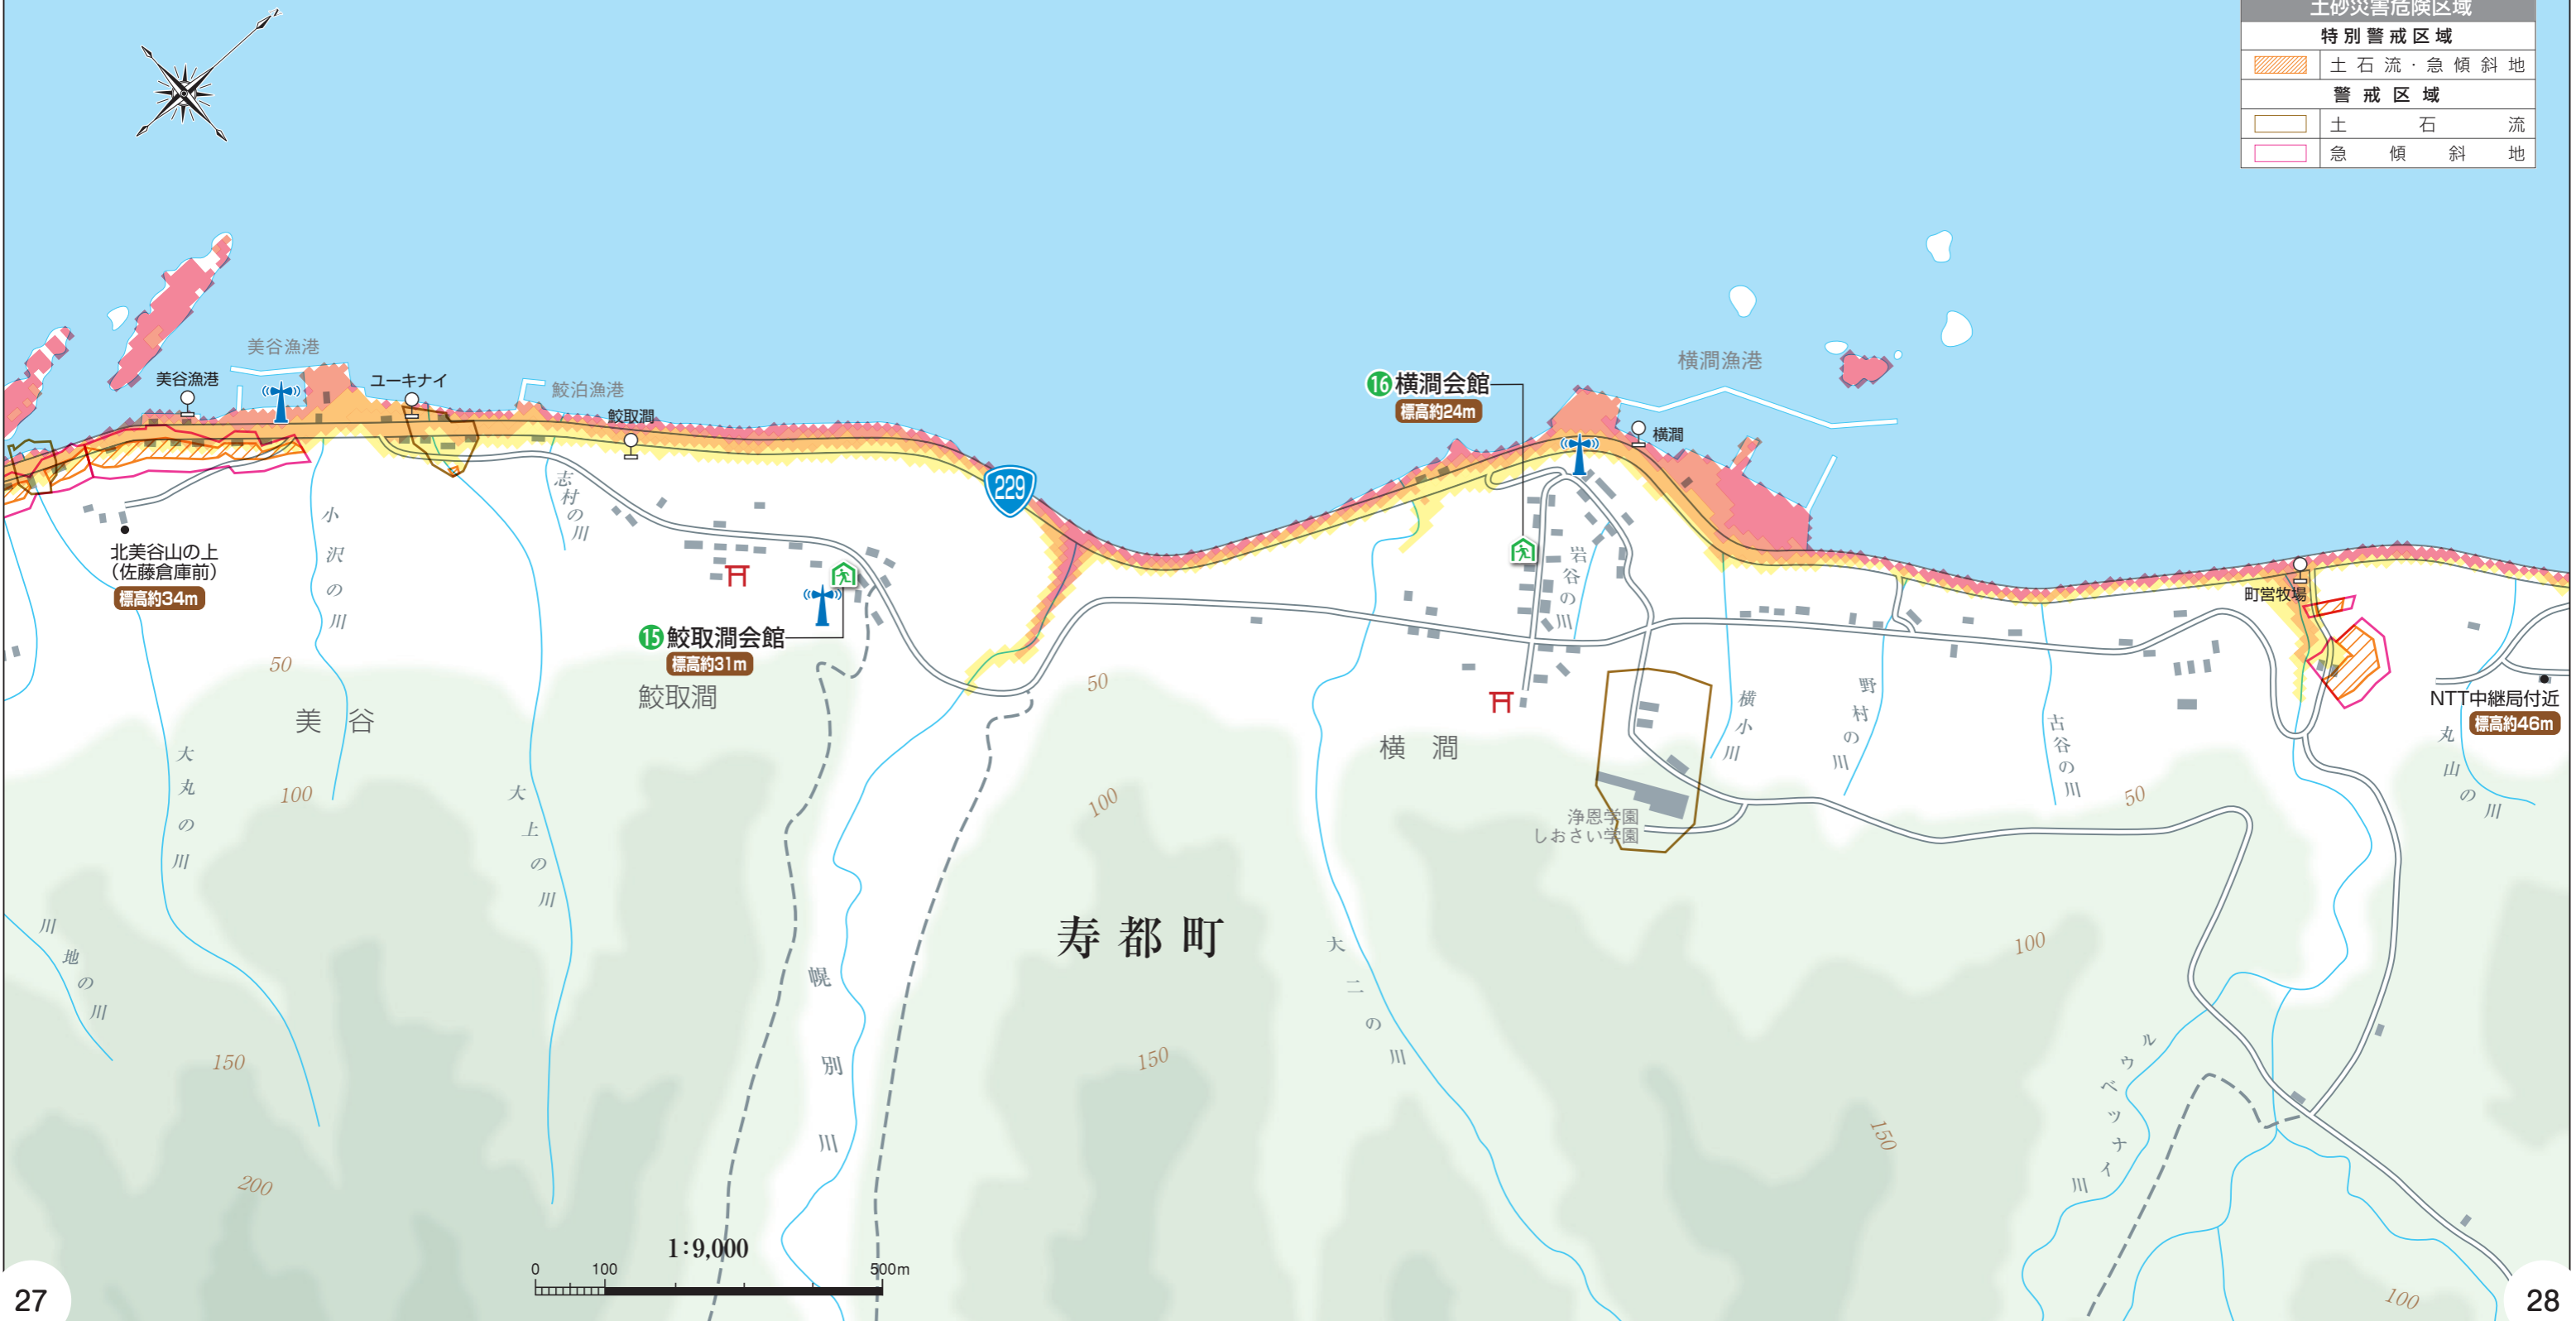 土砂災害危険区域
特別警戒区域
土石流・急傾斜地
警戒区域
土石流
急傾斜地
美谷漁港
美谷漁港
ユーキナイ
鮫泊漁港
鮫取澗
229
16 横澗会館
標高約24m
横澗漁港
横澗
町営牧場
北美谷山の上
(佐藤倉庫前)
標高約34m
小沢の川
志村の川
15 鮫取澗会館
標高約31m
鮫取澗
岩谷の川
NTT中継局付近
標高約46m
50
美谷
50
横澗
横小川
野村の川
古谷の川
丸山の川
大丸の川
100
大上の川
100
浄恩学園
しおさい学園
50
川地の川
寿都町
幌別川
大二の川
100
150
150
150
ルウベツナイ川
200
1:9,000
0 100 500m
100
27
28